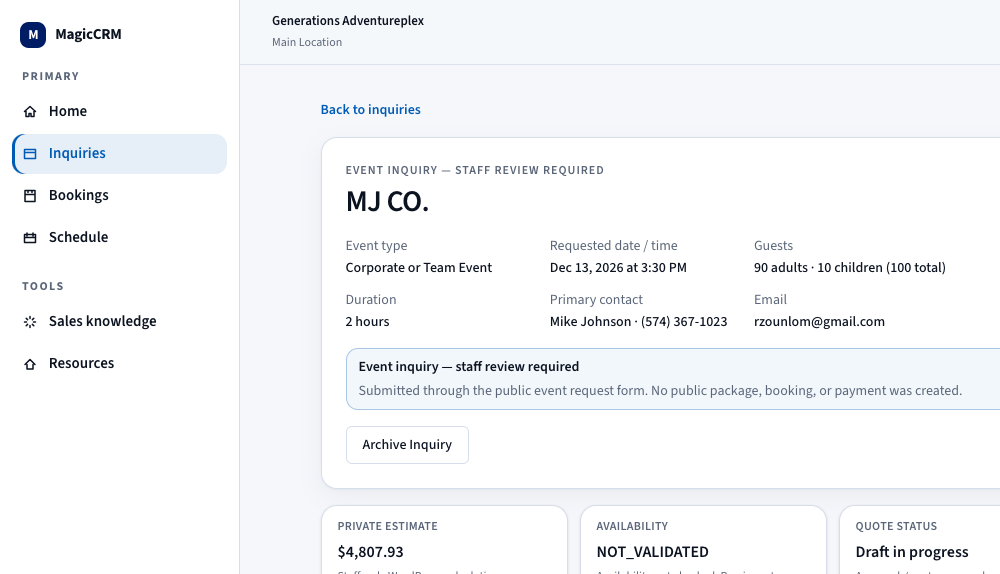 M MagicCRM
PRIMARY
Home
Inquiries
Bookings
Schedule
TOOLS
Sales knowledge
Resources
Generations Adventureplex
Main Location
Back to inquiries
EVENT INQUIRY — STAFF REVIEW REQUIRED
MJ CO.
Event type
Corporate or Team Event
Requested date / time
Dec 13, 2026 at 3:30 PM
Guests
90 adults · 10 children (100 total)
Duration
2 hours
Primary contact
Mike Johnson · (574) 367-1023
Email
rzounlom@gmail.com
Event inquiry — staff review required
Submitted through the public event request form. No public package, booking, or payment was created.
Archive Inquiry
PRIVATE ESTIMATE
$4,807.93
AVAILABILITY
NOT_VALIDATED
QUOTE STATUS
Draft in progress